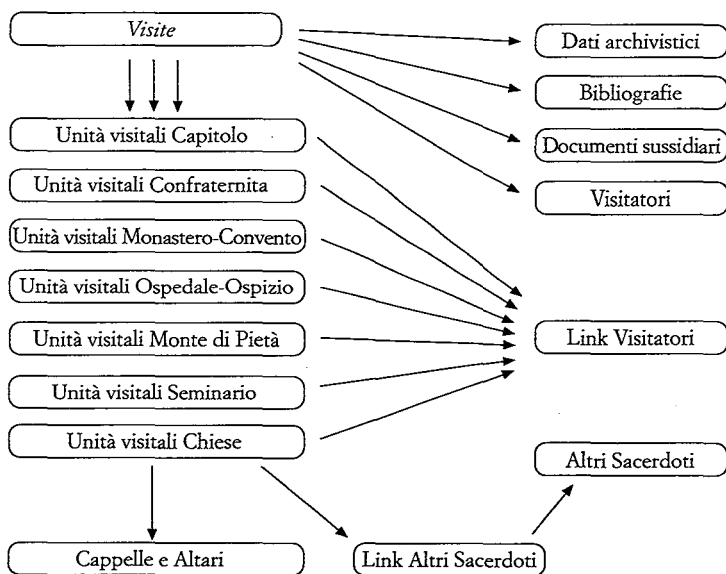 Visite
Dati archivistici
Bibliografie
Unità visitali Capitolo
Documenti sussidiari
Unità visitali Confraternita
Visitatori
Unità visitali Monastero-Convento
Unità visitali Ospedale-Ospizio
Unità visitali Monte di Pietà
Link Visitatori
Unità visitali Seminario
Unità visitali Chiese
Altri Sacerdoti
Cappelle e Altari
Link Altri Sacerdoti